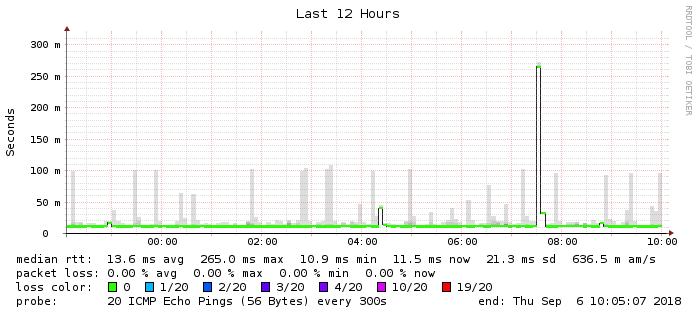 Last 12 Hours
RRDTOOL / TOBI OETIKER
Seconds
300 m
250 m
200 m
150 m
100 m
50 m
0
00:00 02:00 04:00 06:00 08:00 10:00
median rtt: 13.6 ms avg 265.0 ms max 10.9 ms min 11.5 ms now 21.3 ms sd 636.5 m am/s
packet loss: 0.00 % avg 0.00 % max 0.00 % min 0.00 % now
loss color: 0 1/20 2/20 3/20 4/20 10/20 19/20
probe: 20 ICMP Echo Pings (56 Bytes) every 300s end: Thu Sep 6 10:05:07 2018